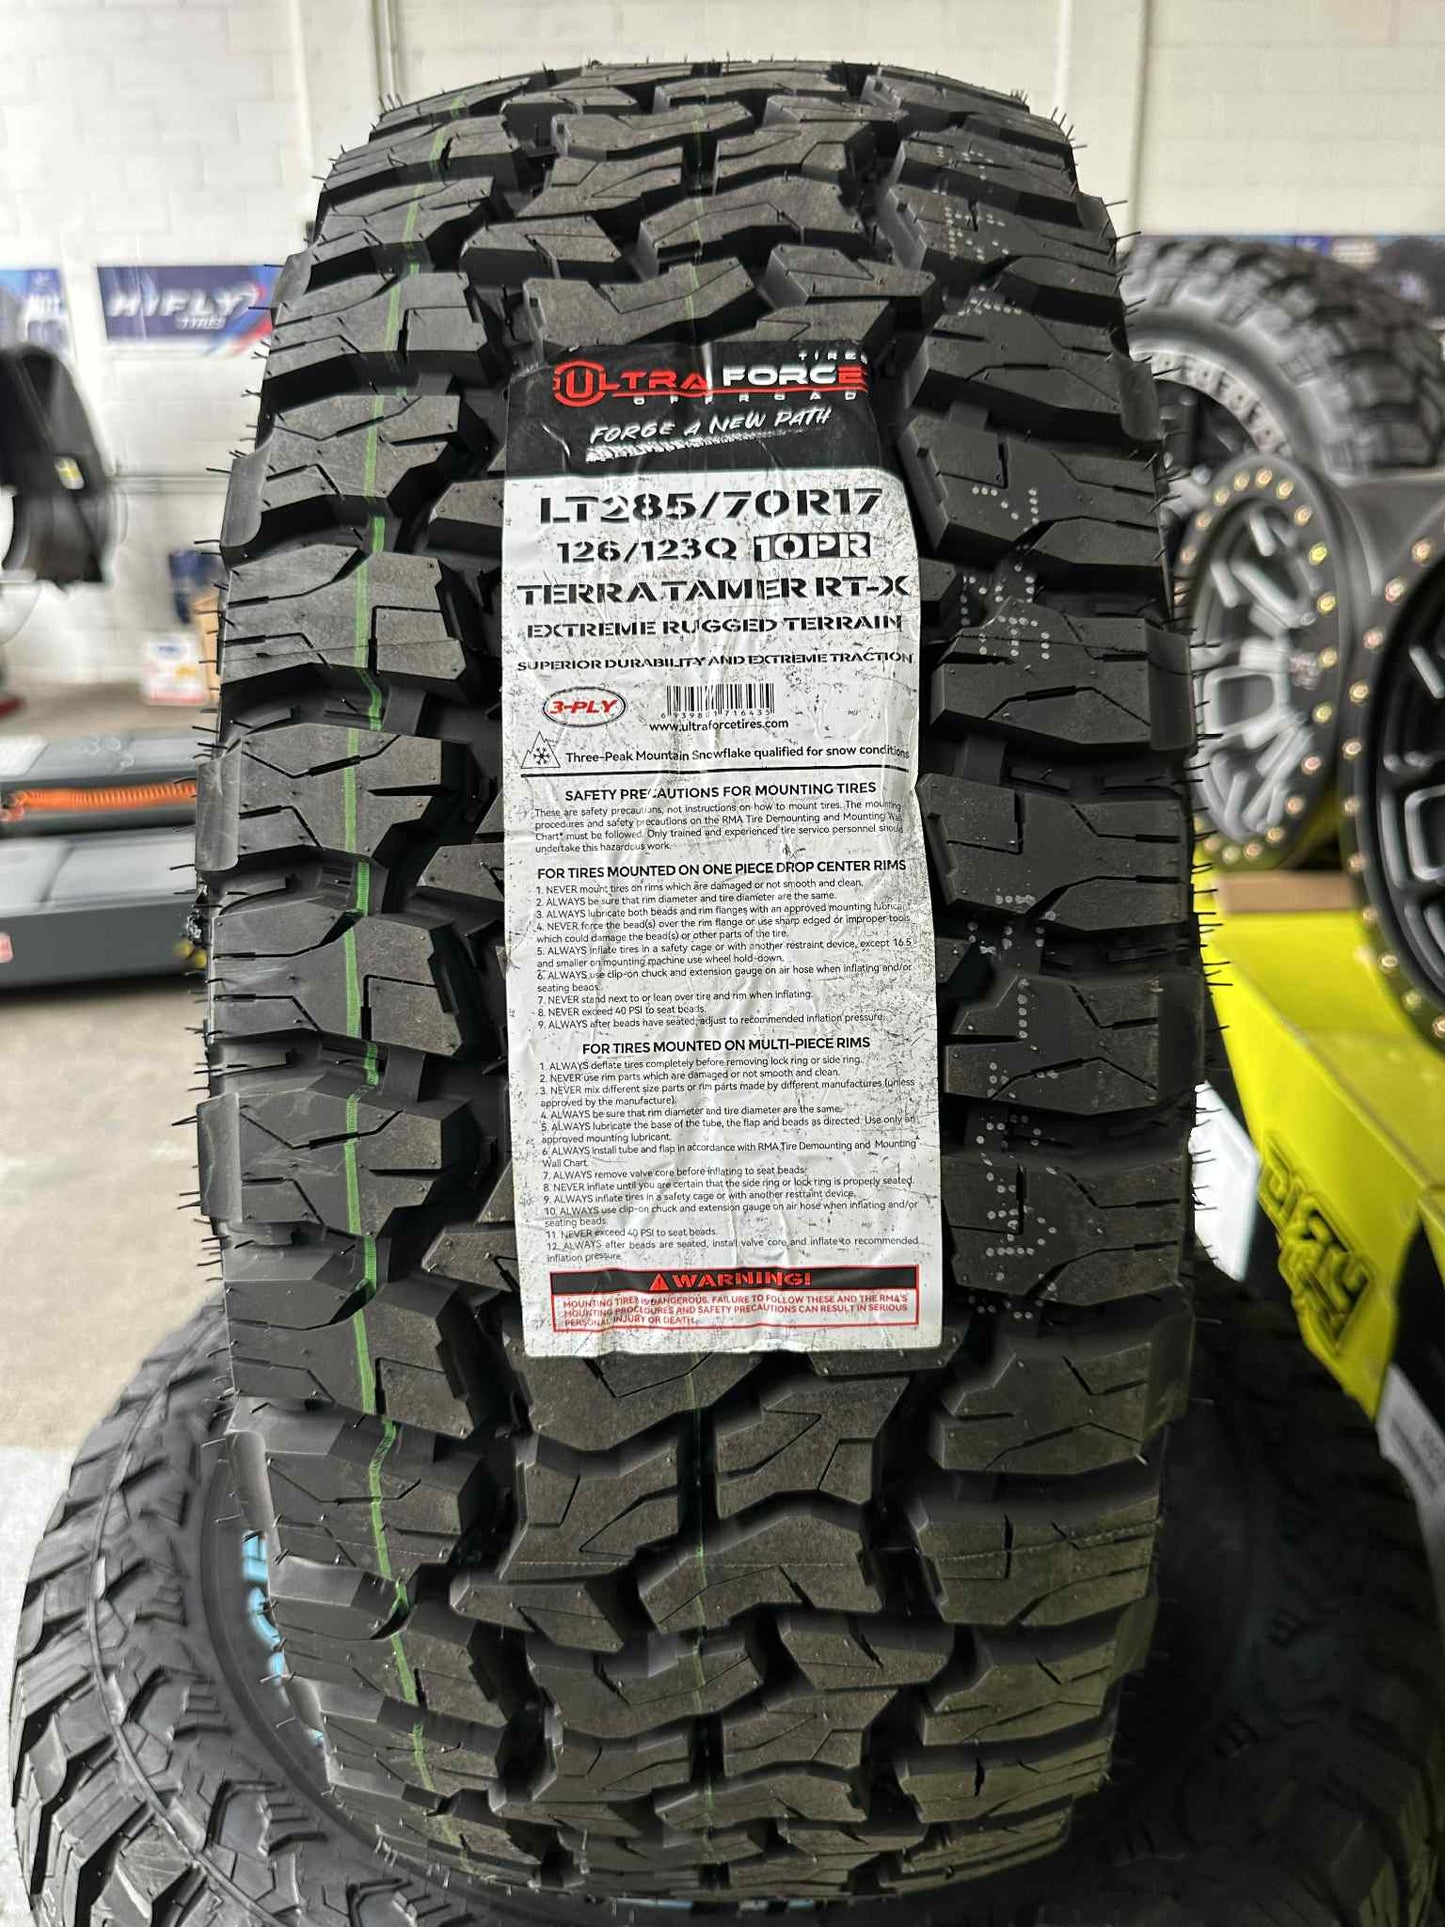 HIFLY
TIRES
TIRES
ULTRA FORCE
OFFROAD
FORGE A NEW PATH
LT285/70R17
126/123Q 10PR
TERRA TAMER RT-X
EXTREME RUGGED TERRAIN
SUPERIOR DURABILITY AND EXTREME TRACTION
3-PLY
6 939801 716435
www.ultraforcetires.com
Three-Peak Mountain Snowflake qualified for snow conditions
SAFETY PRECAUTIONS FOR MOUNTING TIRES
These are safety precautions, not instructions on how to mount tires. The mounting
procedures and safety precautions on the RMA Tire Demounting and Mounting Wall
Chart* must be followed. Only trained and experienced tire service personnel should
undertake this hazardous work.
FOR TIRES MOUNTED ON ONE PIECE DROP CENTER RIMS
1. NEVER mount tires on rims which are damaged or not smooth and clean.
2. ALWAYS be sure that rim diameter and tire diameter are the same.
3. ALWAYS lubricate both beads and rim flanges with an approved mounting lubricant
4. NEVER force the bead(s) over the rim flange or use sharp edged or improper tools
which could damage the bead(s) or other parts of the tire.
5. ALWAYS inflate tires in a safety cage or with another restraint device, except 16.5
and smaller on mounting machine use wheel hold-down.
6. ALWAYS use clip-on chuck and extension gauge on air hose when inflating and/or
seating beads.
7. NEVER stand next to or lean over tire and rim when inflating.
8. NEVER exceed 40 PSI to seat beads.
9. ALWAYS after beads have seated, adjust to recommended inflation pressure.
FOR TIRES MOUNTED ON MULTI-PIECE RIMS
1. ALWAYS deflate tires completely before removing lock ring or side ring.
2. NEVER use rim parts which are damaged or not smooth and clean.
3. NEVER mix different size parts or rim parts made by different manufactures (unless
approved by the manufacture).
4. ALWAYS be sure that rim diameter and tire diameter are the same.
5. ALWAYS lubricate the base of the tube, the flap and beads as directed. Use only an
approved mounting lubricant.
6. ALWAYS install tube and flap in accordance with RMA Tire Demounting and Mounting
Wall Chart.
7. ALWAYS remove valve core before inflating to seat beads.
8. NEVER inflate until you are certain that the side ring or lock ring is properly seated.
9. ALWAYS inflate tires in a safety cage or with another restraint device.
10. ALWAYS use clip-on chuck and extension gauge on air hose when inflating and/or
seating beads.
11. NEVER exceed 40 PSI to seat beads.
12. ALWAYS after beads are seated, install valve core and inflate to recommended
inflation pressure.
WARNING!
MOUNTING TIRES IS DANGEROUS. FAILURE TO FOLLOW THESE AND THE RMA'S
MOUNTING PROCEDURES AND SAFETY PRECAUTIONS CAN RESULT IN SERIOUS
PERSONAL INJURY OR DEATH.